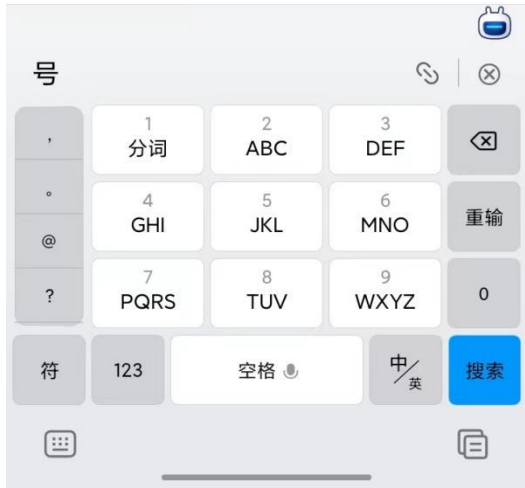 号
， 1 2 3
分词 ABC DEF
。 4 5 6 重输
@ GHI JKL MNO
? 7 8 9 0
PQRS TUV WXYZ
符 123 空格 中/英 搜索